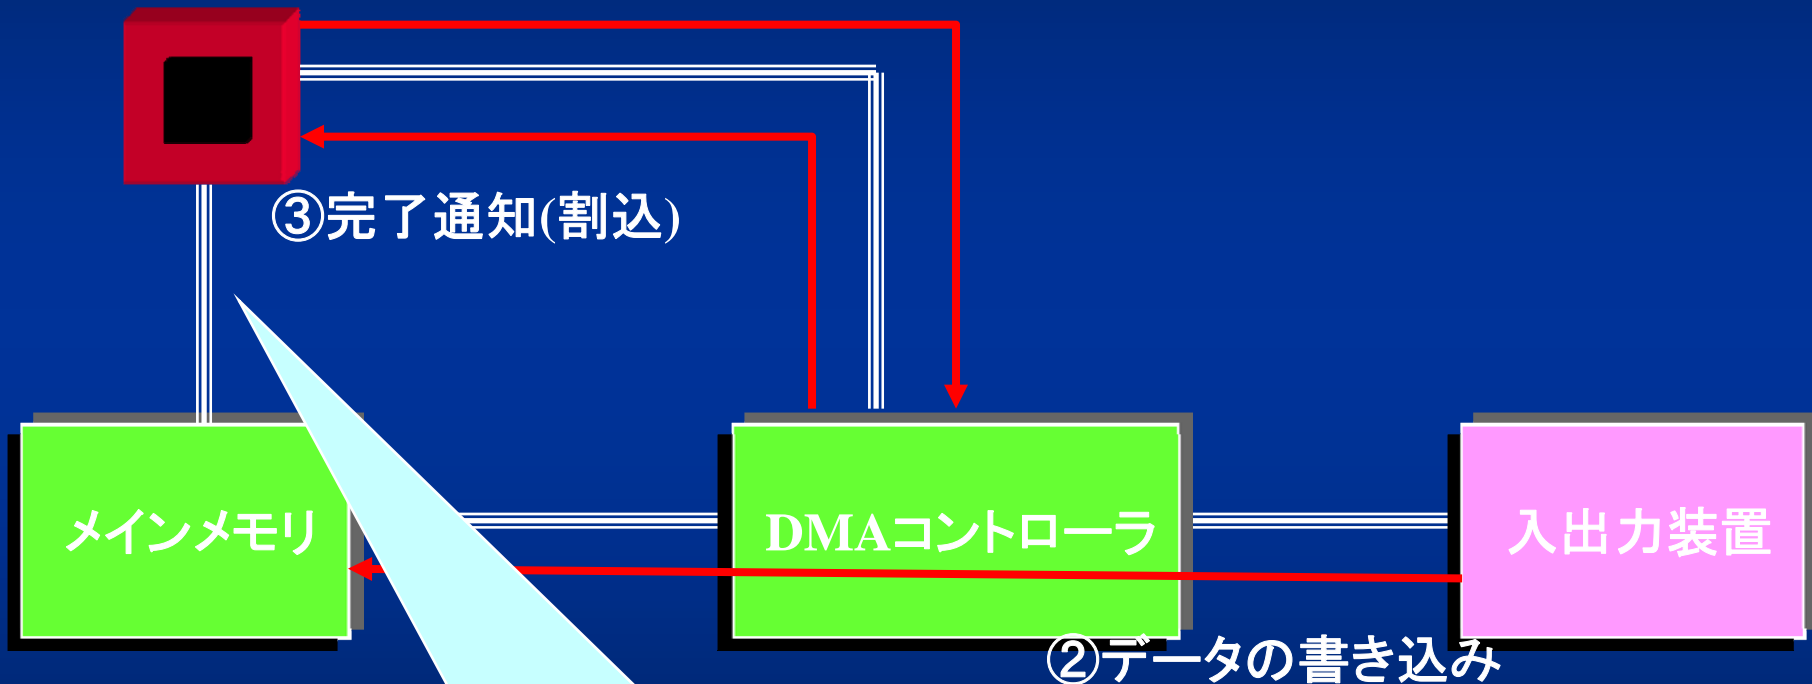 ③完了通知(割込)
メインメモリ
DMAコントローラ
入出力装置
②データの書き込み